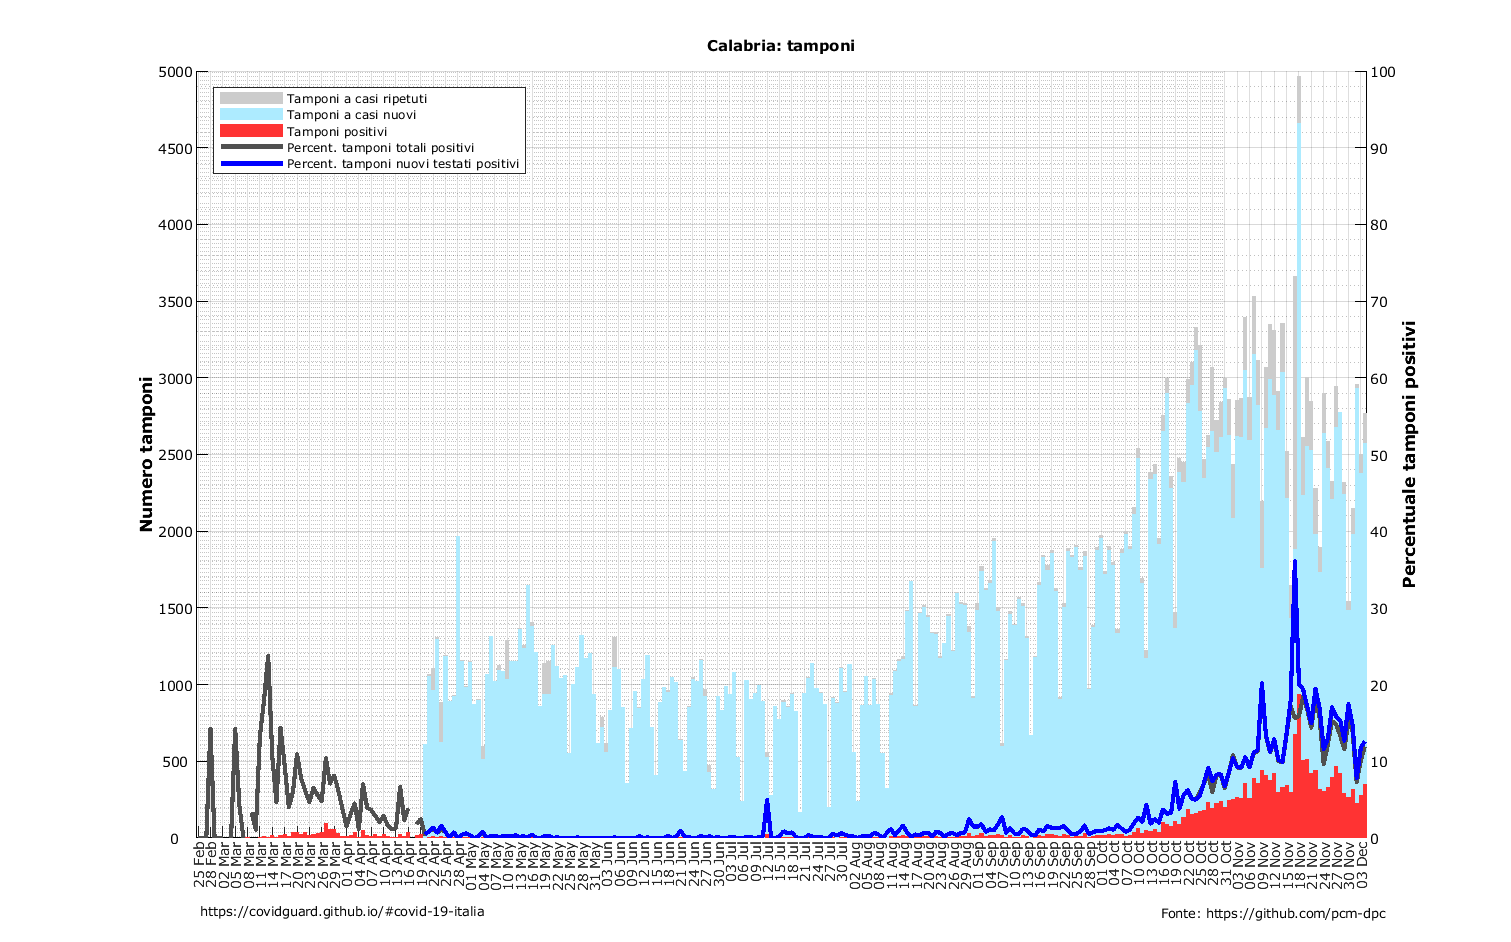 Calabria: tamponi
Tamponi a casi ripetuti
Tamponi a casi nuovi
Tamponi positivi
Percent. tamponi totali positivi
Percent. tamponi nuovi testati positivi
Numero tamponi
5000
4500
4000
3500
3000
2500
2000
1500
1000
500
0
Percentuale tamponi positivi
100
90
80
70
60
50
40
30
20
10
0
25 Feb
28 Feb
02 Mar
05 Mar
08 Mar
11 Mar
14 Mar
17 Mar
20 Mar
23 Mar
26 Mar
29 Mar
01 Apr
04 Apr
07 Apr
10 Apr
13 Apr
16 Apr
19 Apr
22 Apr
25 Apr
28 Apr
01 May
04 May
07 May
10 May
13 May
16 May
19 May
22 May
25 May
28 May
31 May
03 Jun
06 Jun
09 Jun
12 Jun
15 Jun
18 Jun
21 Jun
24 Jun
27 Jun
30 Jun
03 Jul
06 Jul
09 Jul
12 Jul
15 Jul
18 Jul
21 Jul
24 Jul
27 Jul
30 Jul
02 Aug
05 Aug
08 Aug
11 Aug
14 Aug
17 Aug
20 Aug
23 Aug
26 Aug
29 Aug
01 Sep
04 Sep
07 Sep
10 Sep
13 Sep
16 Sep
19 Sep
22 Sep
25 Sep
28 Sep
01 Oct
04 Oct
07 Oct
10 Oct
13 Oct
16 Oct
19 Oct
22 Oct
25 Oct
28 Oct
31 Oct
03 Nov
06 Nov
09 Nov
12 Nov
15 Nov
18 Nov
21 Nov
24 Nov
27 Nov
30 Nov
03 Dec
https://covidguard.github.io/#covid-19-italia
Fonte: https://github.com/pcm-dpc